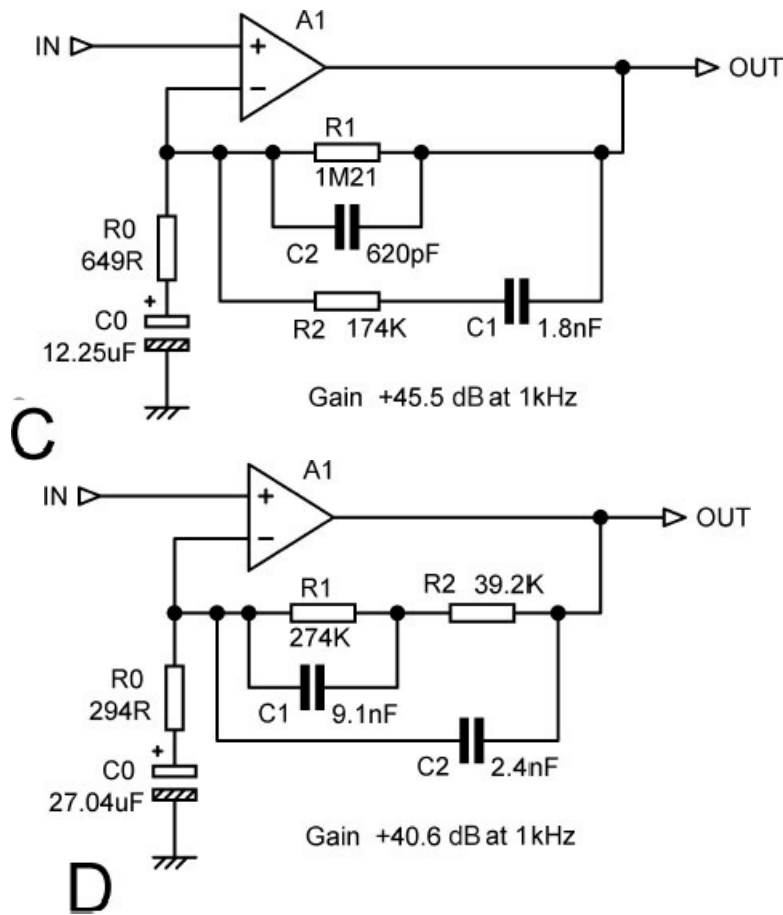 A1
IN
+
−
OUT
R1
1M21
R0
649R
C2
620pF
+
C0
12.25uF
R2
174K
C1
1.8nF
Gain +45.5 dB at 1kHz
C
A1
IN
+
−
OUT
R1
274K
R2
39.2K
R0
294R
C1
9.1nF
+
C0
27.04uF
C2
2.4nF
Gain +40.6 dB at 1kHz
D